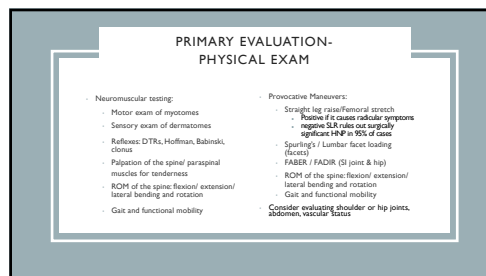 PRIMARY EVALUATION-
PHYSICAL EXAM
Neuromuscular testing:
Motor exam of myotomes
Sensory exam of dermatomes
Reflexes: DTRs, Hoffman, Babinski,
clonus
Palpation of the spine/ paraspinal
muscles for tenderness
ROM of the spine: flexion/ extension/
lateral bending and rotation
Gait and functional mobility
Provocative Maneuvers:
Straight leg raise/Femoral stretch
Positive if it causes radicular symptoms
negative SLR rules out surgically
significant HNP in 95% of cases
Spurling's / Lumbar facet loading
(facets)
FABER / FADIR (SI joint & hip)
ROM of the spine: flexion/ extension/
lateral bending and rotation
Gait and functional mobility
Consider evaluating shoulder or hip joints,
abdomen, vascular status